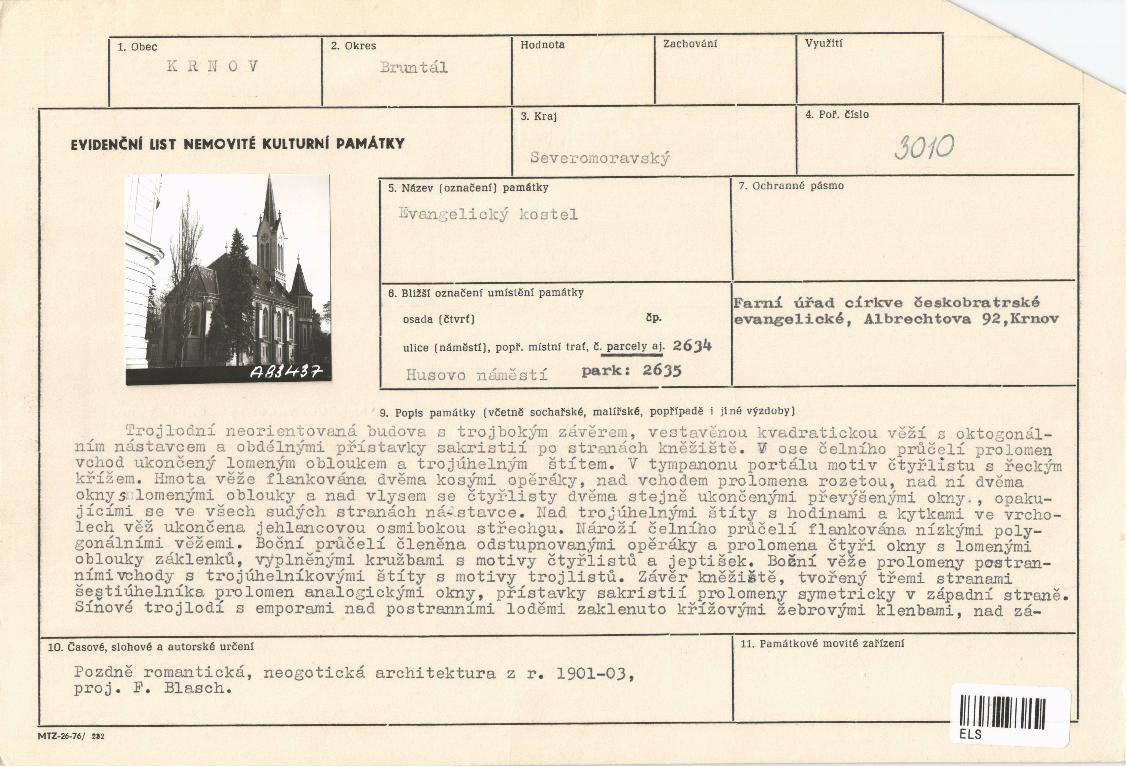 1. Obec
K R N O V
2. Okres
Bruntál
Hodnota
Zachování
Využití
EVIDENČNÍ LIST NEMOVITÉ KULTURNÍ PAMÁTKY
3. Kraj
Severomoravský
4. Poř. číslo
3010
A83437
5. Název (označení) památky
Evangelický kostel
7. Ochranné pásmo
6. Bližší označení umístění památky
osada (čtvrť) čp.
ulice (náměstí), popř. místní trať, č. parcely aj. 2634
Husovo náměstí park: 2635
Farní úřad církve českobratrské
evangelické, Albrechtova 92,Krnov
9. Popis památky (včetně sochařské, malířské, popřípadě i jiné výzdoby)
Trojlodní neorientovaná budova s trojbokým závěrem, vestavěnou kvadratickou věží s oktogonál-
ním nástavcem a obdélnými přístavky sakristií po stranách kněžiště. V ose čelního průčelí prolomen
vchod ukončený lomeným obloukem a trojúhelným štítem. V tympanonu portálu motiv čtyřlistu s řeckým
křížem. Hmota věže flankována dvěma kosými opěráky, nad vchodem prolomena rozetou, nad ní dvěma
okny s lomenými oblouky a nad vlysem se čtyřlisty dvěma stejně ukončenými převýšenými okny , opaku-
jícími se ve všech sudých stranách nástavce. Nad trojúhelnými štíty s hodinami a kytkami ve vrcho-
lech věž ukončena jehlancovou osmibokou střechou. Nároží čelního průčelí flankována nízkými poly-
gonálními věžemi. Boční průčelí členěna odstupnovanými opěráky a prolomena čtyři okny s lomenými
oblouky záklenků, vyplněnými kružbami s motivy čtyřlistů a jeptišek. Boční věže prolomeny postran-
nímivchody s trojúhelníkovými štíty s motivy trojlistů. Závěr kněžiště, tvořený třemi stranami
šestiúhelníka prolomen analogickými okny, přístavky sakristií prolomeny symetricky v západní straně.
Síňové trojlodí s emporami nad postranními loděmi zaklenuto křížovými žebrovými klenbami, nad zá-
10. Časové, slohové a autorské určení
Pozdně romantická, neogotická architektura z r. 1901-03,
proj. F. Blasch.
11. Památkové movité zařízení
ELS
MTZ-26-76/ 232